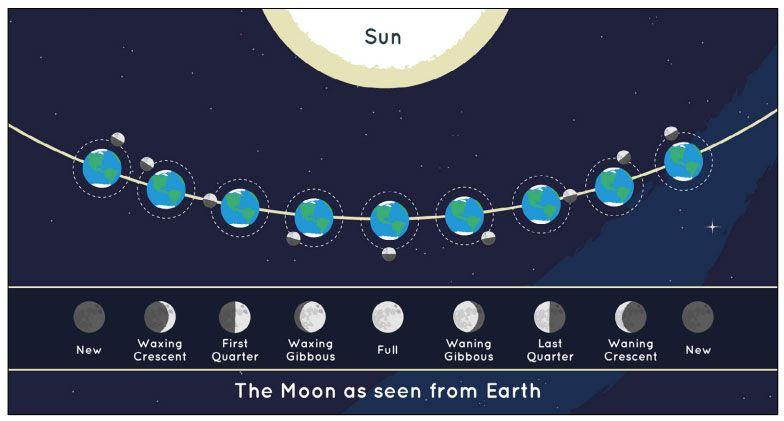 Sun
New
Waxing
Crescent
First
Quarter
Waxing
Gibbous
Full
Waning
Gibbous
Last
Quarter
Waning
Crescent
New
The Moon as seen from Earth